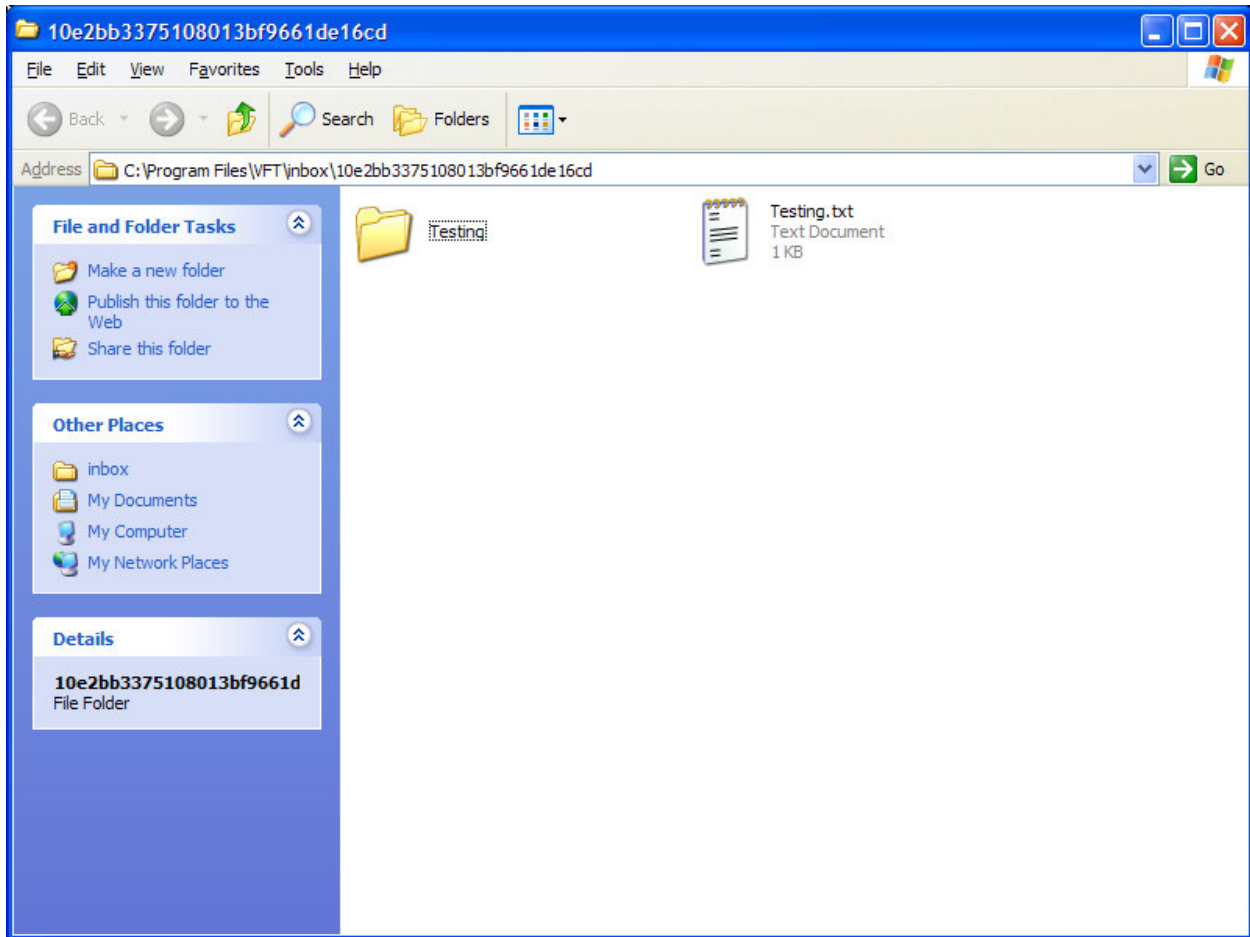 10e2bb3375108013bf9661de16cd
File Edit View Favorites Tools Help
Back Search Folders
Address C:\Program Files\VFT\inbox\10e2bb3375108013bf9661de16cd Go
File and Folder Tasks
Make a new folder
Publish this folder to the
Web
Share this folder
Other Places
inbox
My Documents
My Computer
My Network Places
Details
10e2bb3375108013bf9661d
File Folder
Testing
Testing.txt
Text Document
1 KB